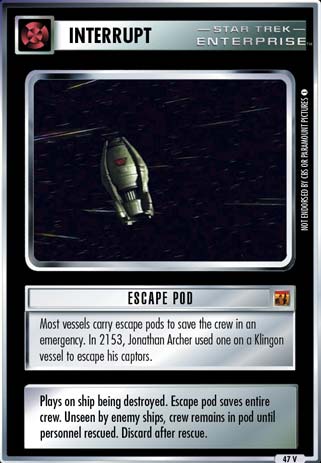 INTERRUPT
STAR TREK
ENTERPRISE™
NOT ENDORSED BY CBS OR PARAMOUNT PICTURES
ESCAPE POD
Most vessels carry escape pods to save the crew in an
emergency. In 2153, Jonathan Archer used one on a Klingon
vessel to escape his captors.
Plays on ship being destroyed. Escape pod saves entire
crew. Unseen by enemy ships, crew remains in pod until
personnel rescued. Discard after rescue.
47 V